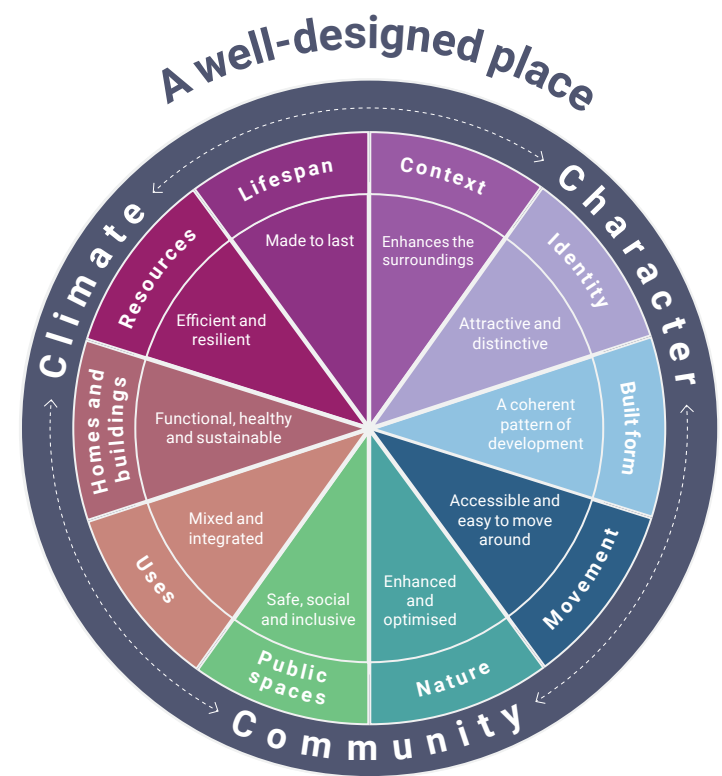 A well-designed place
Climate
Character
Community
Context
Enhances the
surroundings
Identity
Attractive and
distinctive
Built form
A coherent
pattern of
development
Movement
Accessible and
easy to move
around
Nature
Enhanced
and
optimised
Public
spaces
Safe, social
and inclusive
Uses
Mixed and
integrated
Homes and
buildings
Functional, healthy
and sustainable
Resources
Efficient and
resilient
Lifespan
Made to last